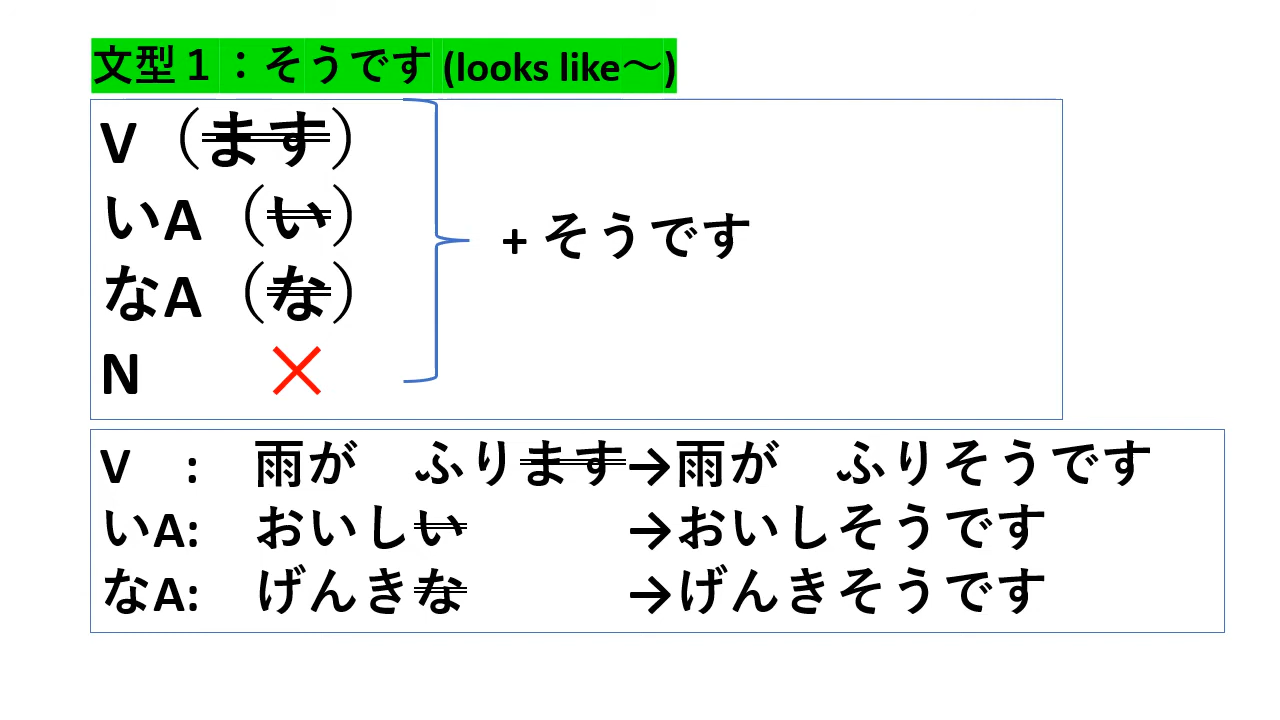 文型１：そうです (looks like～)
V（ます）
いA（い）
なA（な）
N ×
+ そうです
V : 雨が　ふります→雨が　ふりそうです
いA: おいしい →おいしそうです
なA: げんきな →げんきそうです